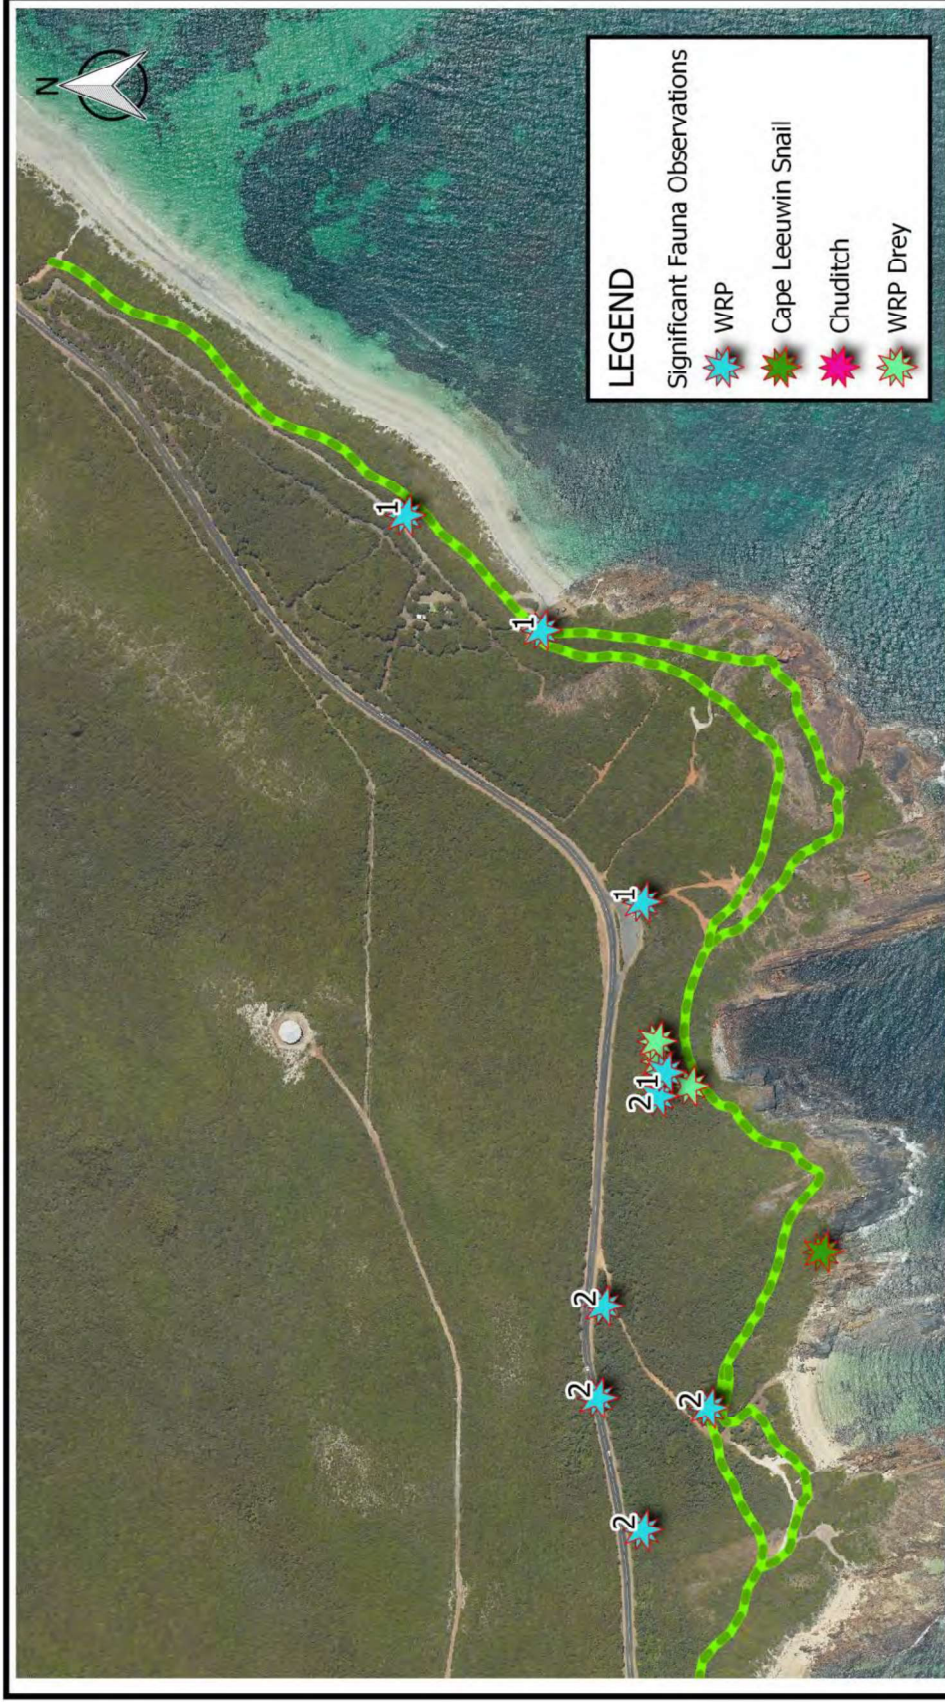 N
1
1
1
1
2
2
2
2
2
LEGEND
Significant Fauna Observations
WRP
Cape Leeuwin Snail
Chuditch
WRP Drey